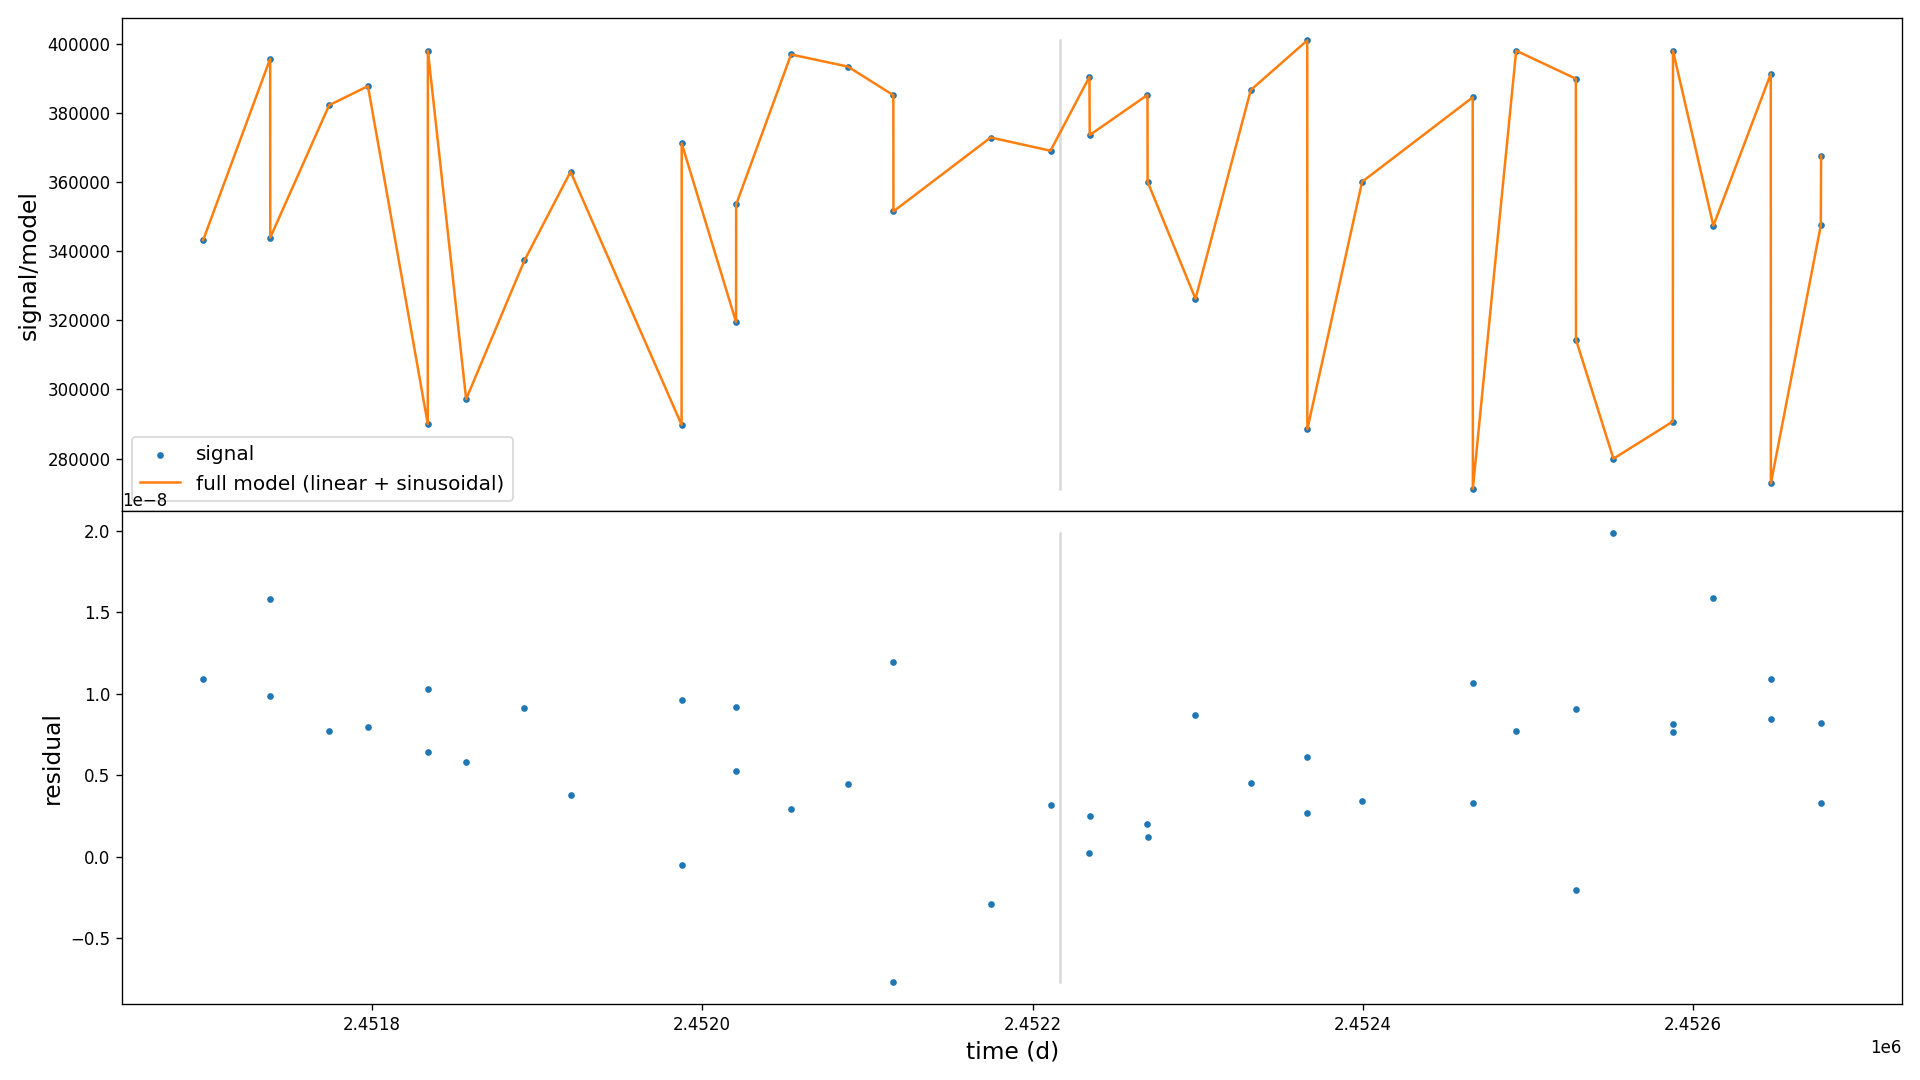 400000
380000
360000
340000
320000
300000
280000
signal/model
signal
full model (linear + sinusoidal)
1e−8
2.0
1.5
1.0
0.5
0.0
−0.5
residual
2.4518
2.4520
2.4522
2.4524
2.4526
time (d)
1e6